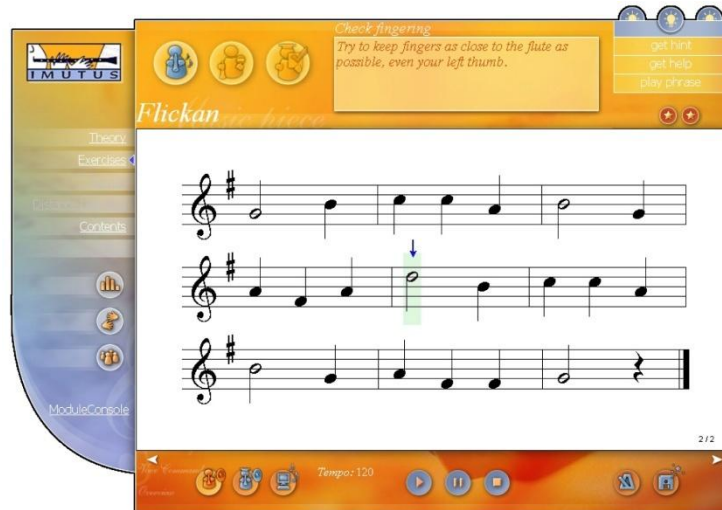 IMUTUS
Check fingering
Try to keep fingers as close to the flute as
possible, even your left thumb.
get hint
get help
play phrase
Flickan
Theory
Exercises
Contents
ModuleConsole
2 / 2
Tempo: 120